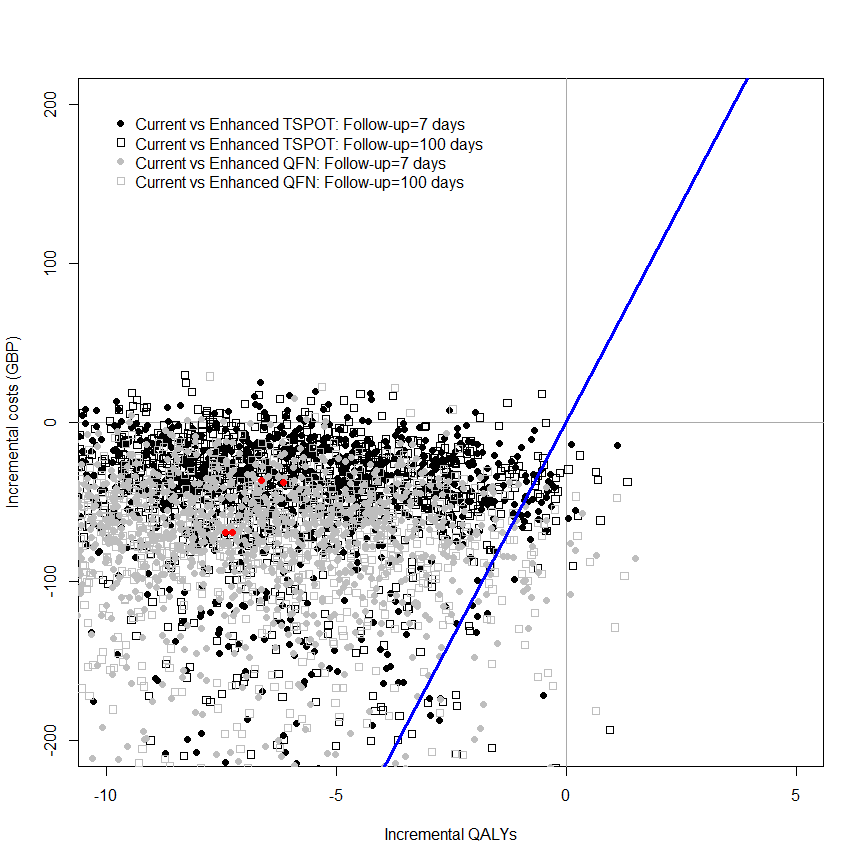 Current vs Enhanced TSPOT: Follow-up=7 days
Current vs Enhanced TSPOT: Follow-up=100 days
Current vs Enhanced QFN: Follow-up=7 days
Current vs Enhanced QFN: Follow-up=100 days
Incremental costs (GBP)
200
100
0
-100
-200
-10
-5
0
5
Incremental QALYs